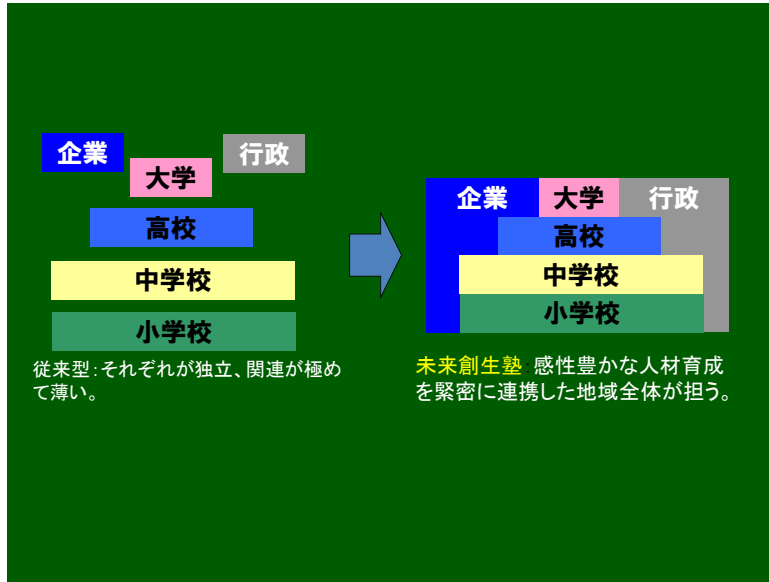 企業
行政
大学
高校
中学校
小学校
従来型:それぞれが独立、関連が極め
て薄い。
企業
大学
行政
高校
中学校
小学校
未来創生塾:感性豊かな人材育成
を緊密に連携した地域全体が担う。